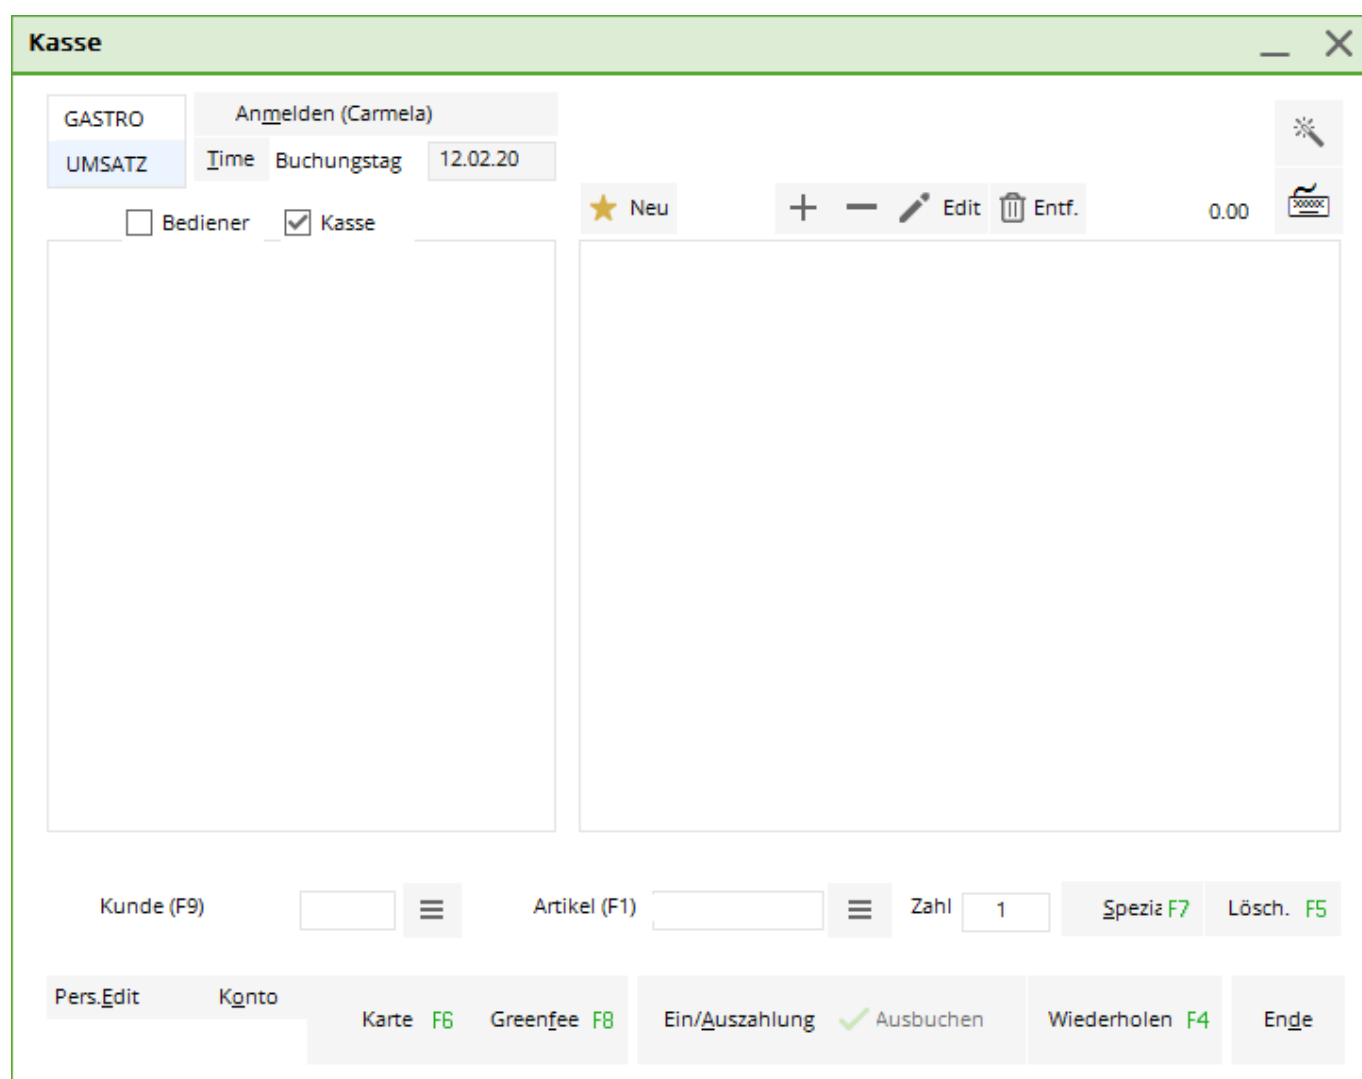 Kasse
GASTRO
Anmelden (Carmela)
UMSATZ
Time Buchungstag 12.02.20
Bediener Kasse
Neu Edit Entf. 0.00
Kunde (F9) Artikel (F1) Zahl 1 Spezia F7 Lösch. F5
Pers.Edit Konto
Karte F6 Greenfee F8 Ein/Auszahlung Ausbuchen Wiederholen F4 Ende